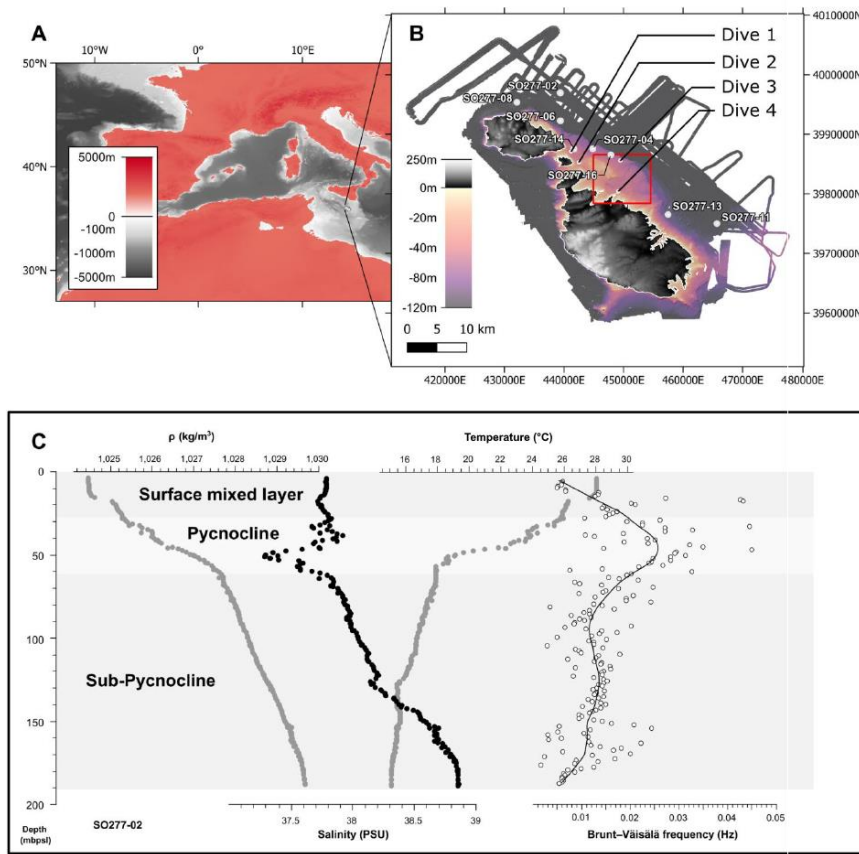 A
10°W 0° 10°E
50°N
40°N
30°N
5000m
1000m
0
-100m
-1000m
-5000m
B
4010000N
4000000N
3990000N
3980000N
3970000N
3960000N
Dive 1
Dive 2
Dive 3
Dive 4
SO277-02
SO277-08
SO277-06
SO277-14
SO277-04
SO277-16
SO277-13
SO277-11
250m
0m
-40m
-80m
-120m
0 5 10 km
420000E 430000E 440000E 450000E 460000E 470000E 480000E
C
ρ (kg/m³) Temperature (°C)
1,025 1,026 1,027 1,028 1,029 1,030 16 18 20 22 24 26 28 30
0
50
100
150
200
Surface mixed layer
Pycnocline
Sub-Pycnocline
Depth (mbpsl)
SO277-02
37.5 38 38.5 39
Salinity (PSU)
0.01 0.02 0.03 0.04 0.05
Brunt–Väisälä frequency (Hz)